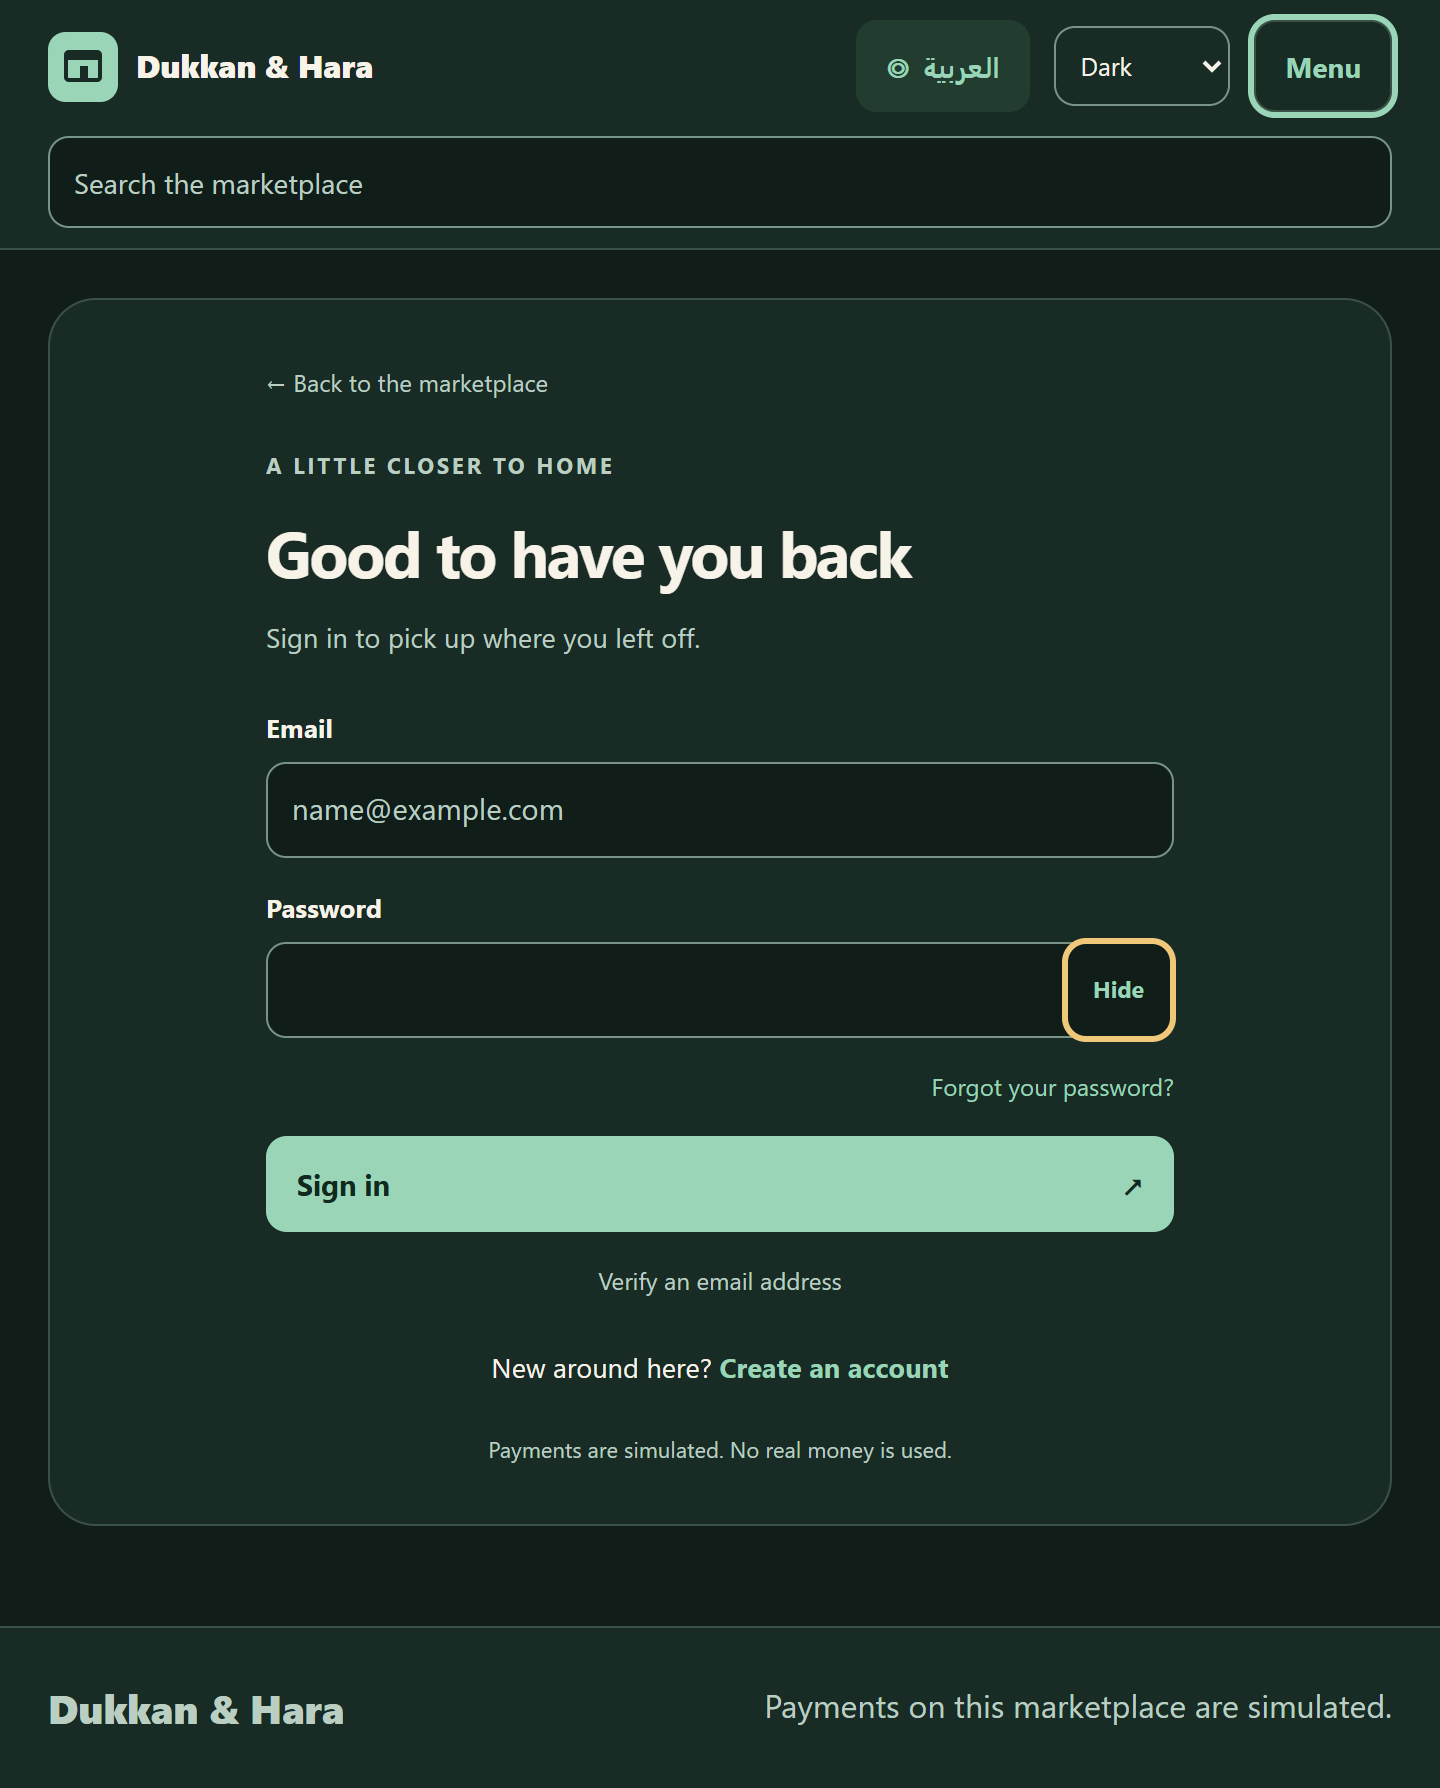 Dukkan & Hara
العربية
Dark
Menu
Search the marketplace
← Back to the marketplace
A LITTLE CLOSER TO HOME
Good to have you back
Sign in to pick up where you left off.
Email
name@example.com
Password
Hide
Forgot your password?
Sign in ↗
Verify an email address
New around here? Create an account
Payments are simulated. No real money is used.
Dukkan & Hara
Payments on this marketplace are simulated.